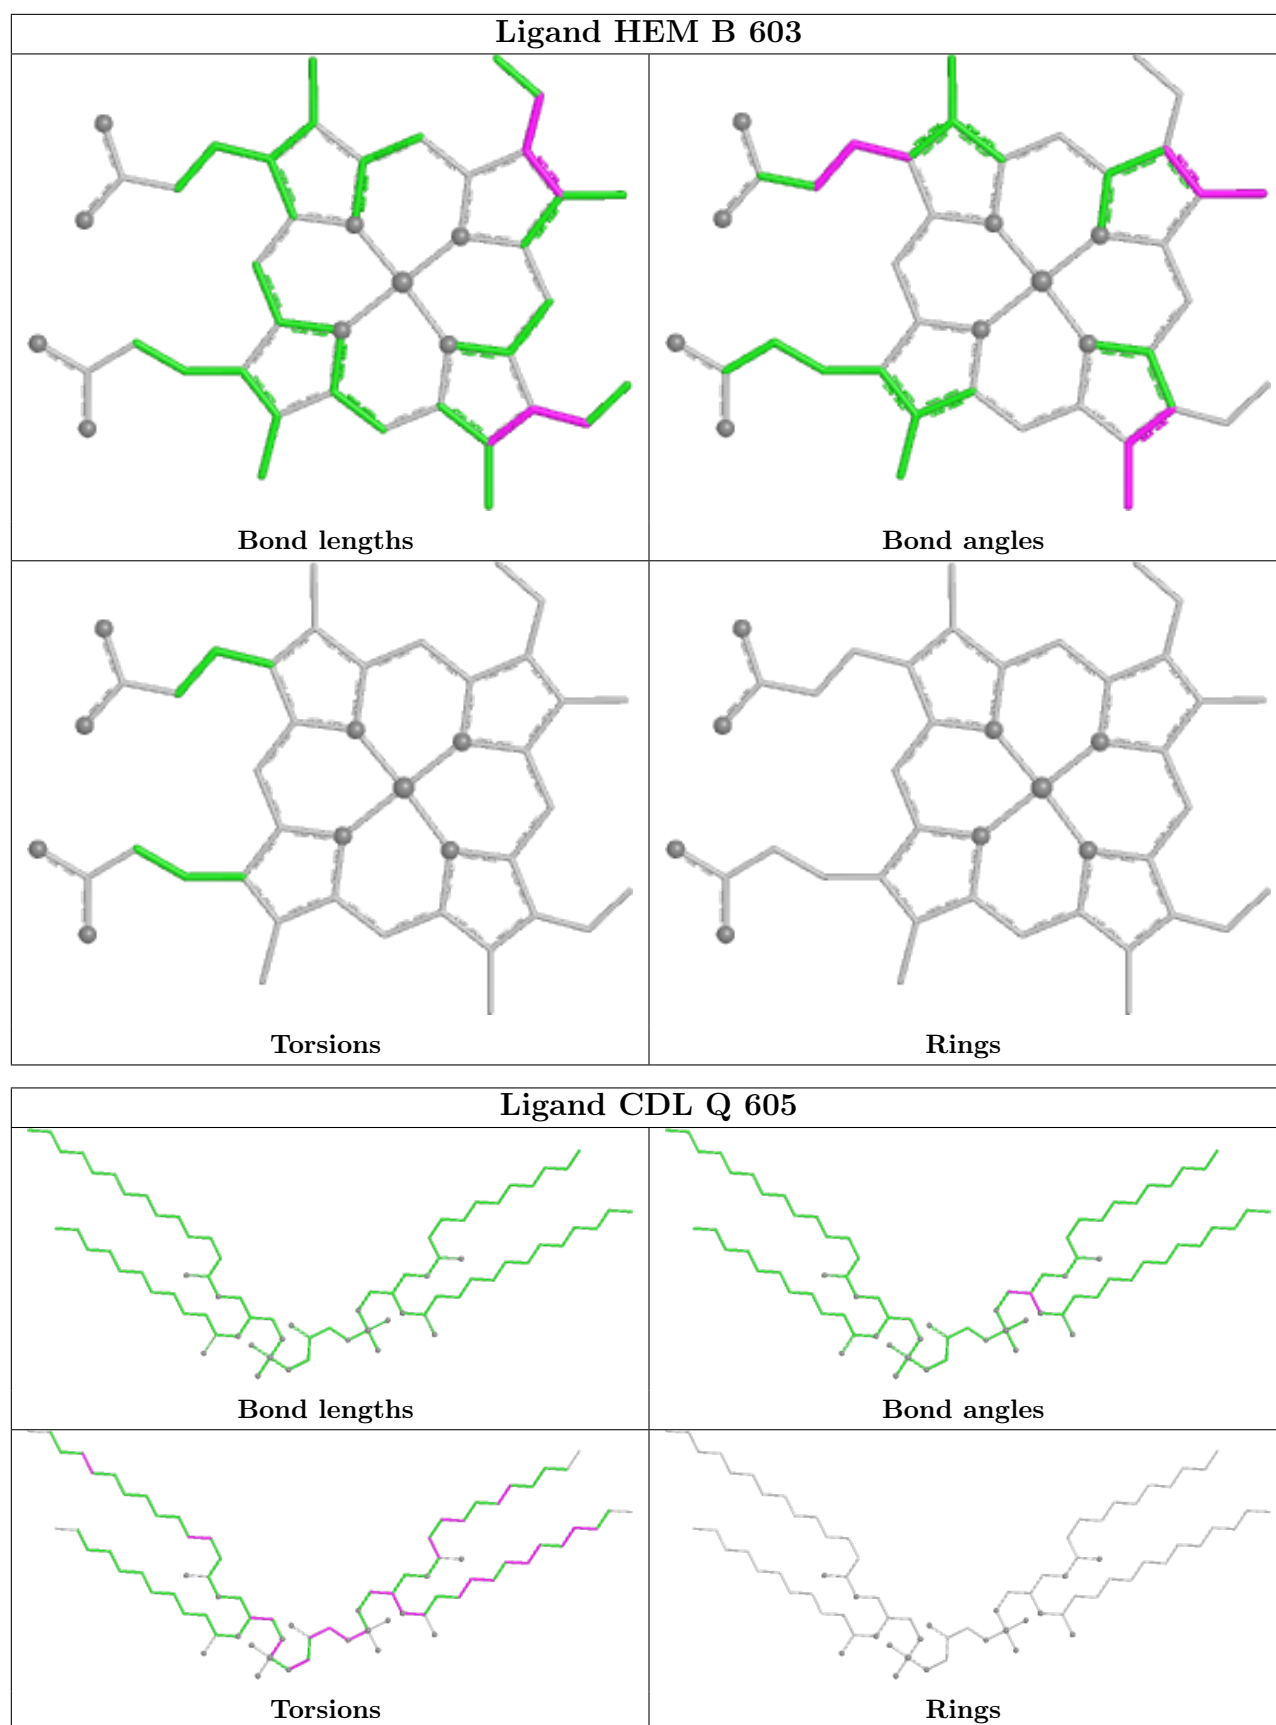 Ligand HEM B 603
Bond lengths
Bond angles
Torsions
Rings
Ligand CDL Q 605
Bond lengths
Bond angles
Torsions
Rings